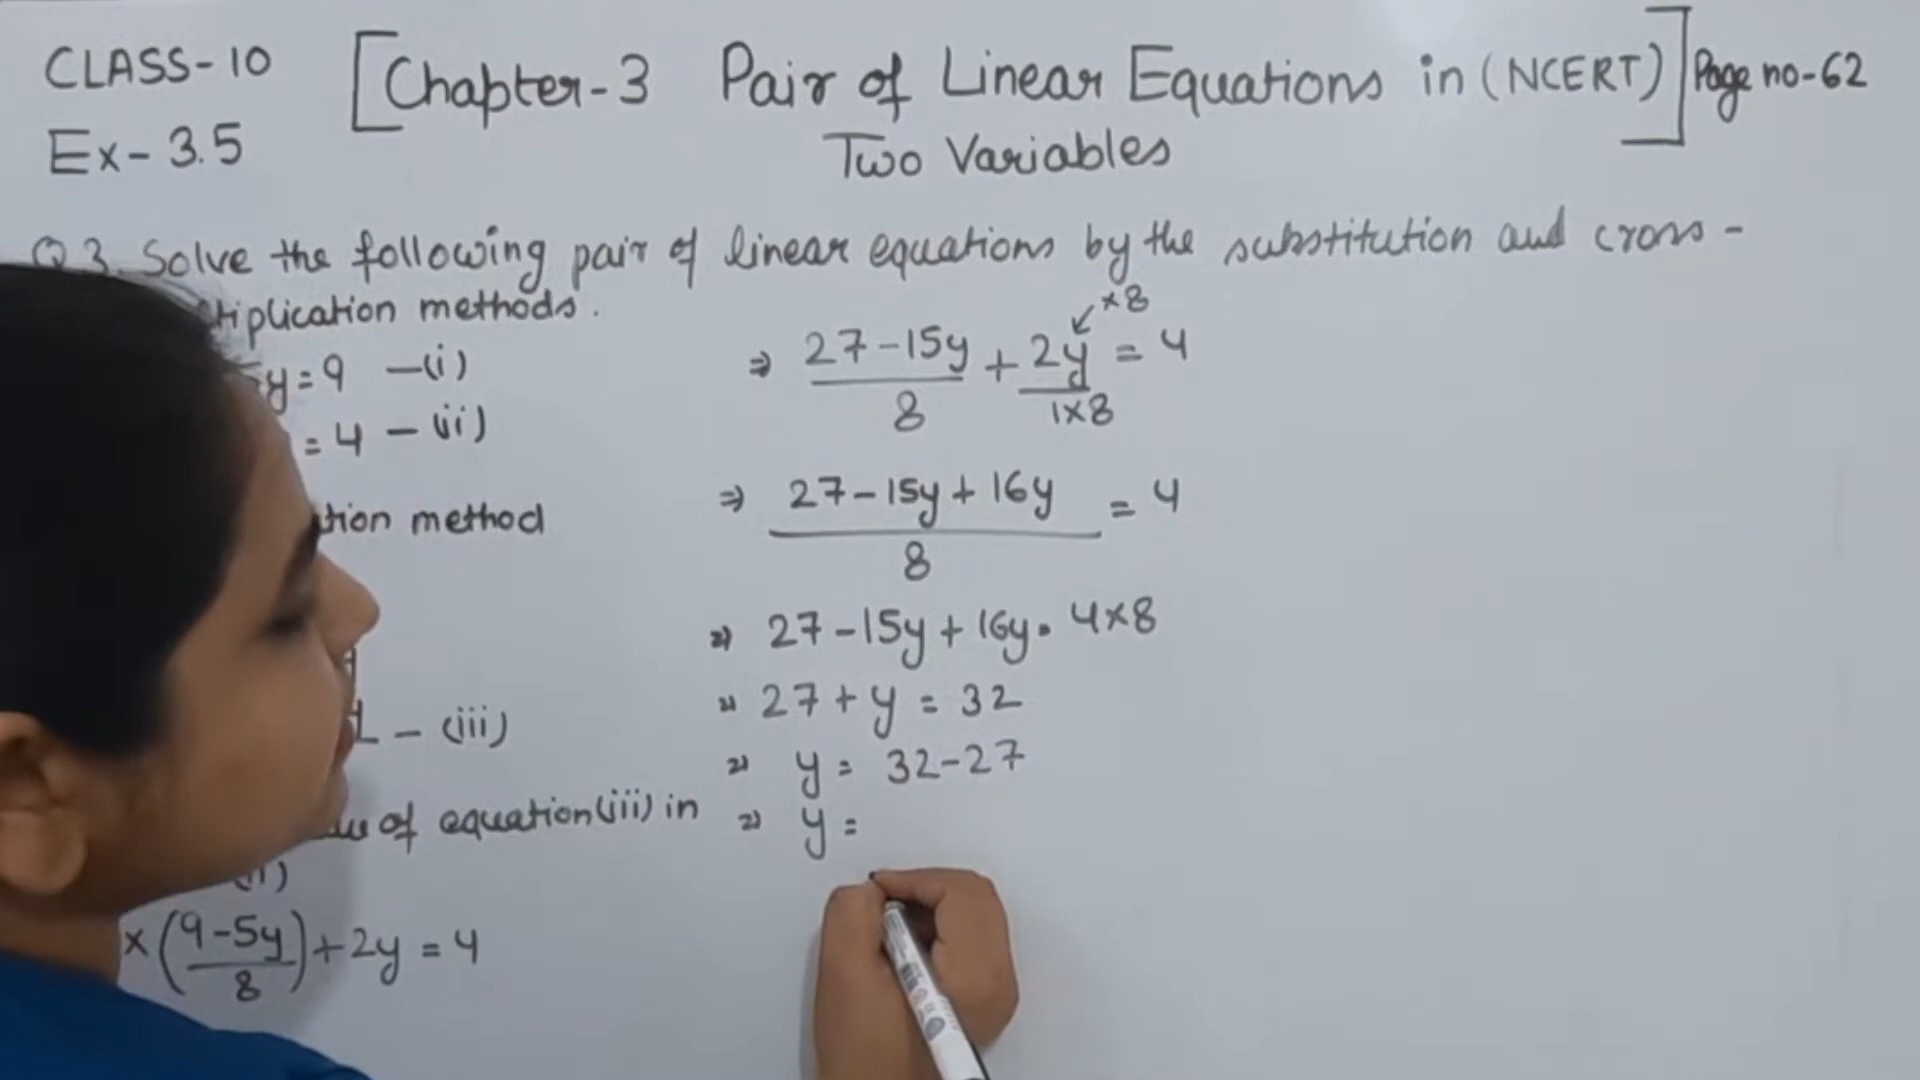 CLASS-10
Ex-3.5
[Chapter-3 Pair of Linear Equations in (NCERT)] Page no-62
Two Variables
Q3. Solve the following pair of linear equations by the substitution and cross-
tiplication methods.
y=9 -(i)
=4 -(ii)
tion method
- (iii)
of equation(iii) in
(9-5y)
× ―――― +2y = 4
8
×8
⇒ 27-15y + 2y = 4
8 1×8
⇒ 27-15y+16y = 4
8
⇒ 27-15y+16y = 4×8
⇒ 27+y = 32
⇒ y = 32-27
⇒ y =